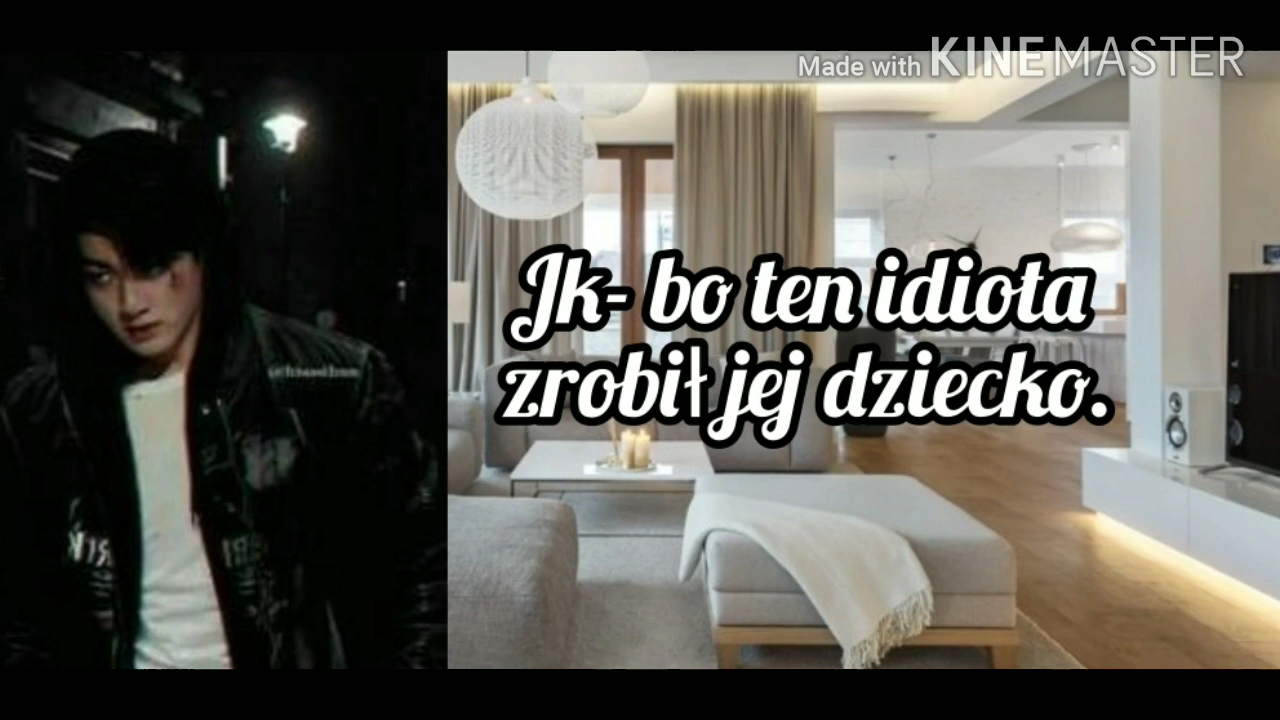 Made with KINEMASTER
Jk- bo ten idiota
zrobił jej dziecko.